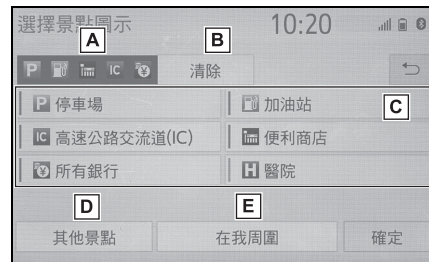 選擇景點圖示 10:20
A B
P IC 清除
P 停車場 加油站 C
IC 高速公路交流道(IC) 便利商店
所有銀行 H 醫院
D E
其他景點 在我周圍 確定